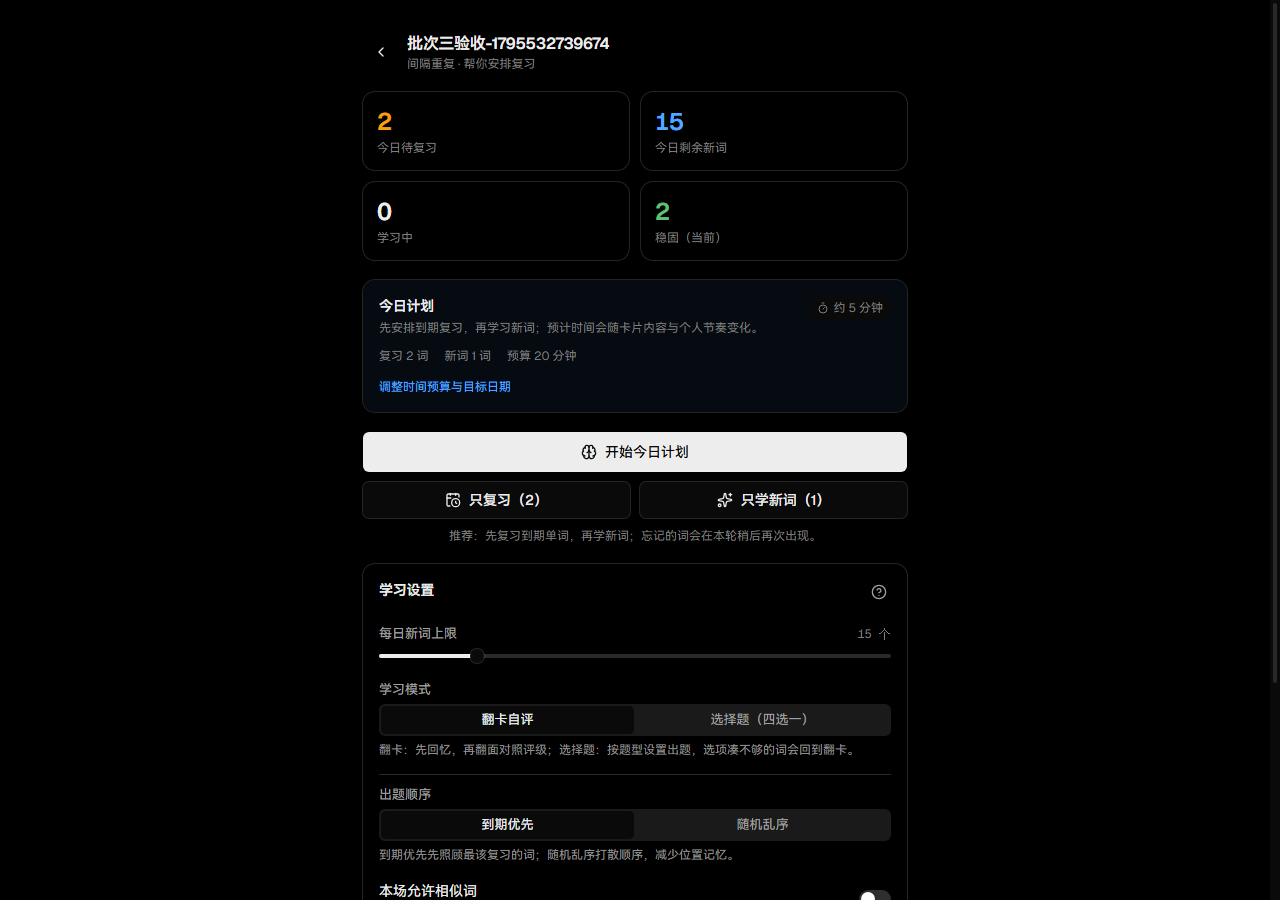 批次三验收-1795532739674
间隔重复 · 帮你安排复习
2
今日待复习
15
今日剩余新词
0
学习中
2
稳固（当前）
今日计划
约 5 分钟
先安排到期复习，再学习新词；预计时间会随卡片内容与个人节奏变化。
复习 2 词 新词 1 词 预算 20 分钟
调整时间预算与目标日期
开始今日计划
只复习（2）
只学新词（1）
推荐：先复习到期单词，再学新词；忘记的词会在本轮稍后再次出现。
学习设置
每日新词上限
15 个
学习模式
翻卡自评
选择题（四选一）
翻卡：先回忆，再翻面对照评级；选择题：按题型设置出题，选项凑不够的词会回到翻卡。
出题顺序
到期优先
随机乱序
到期优先先照顾最该复习的词；随机乱序打散顺序，减少位置记忆。
本场允许相似词